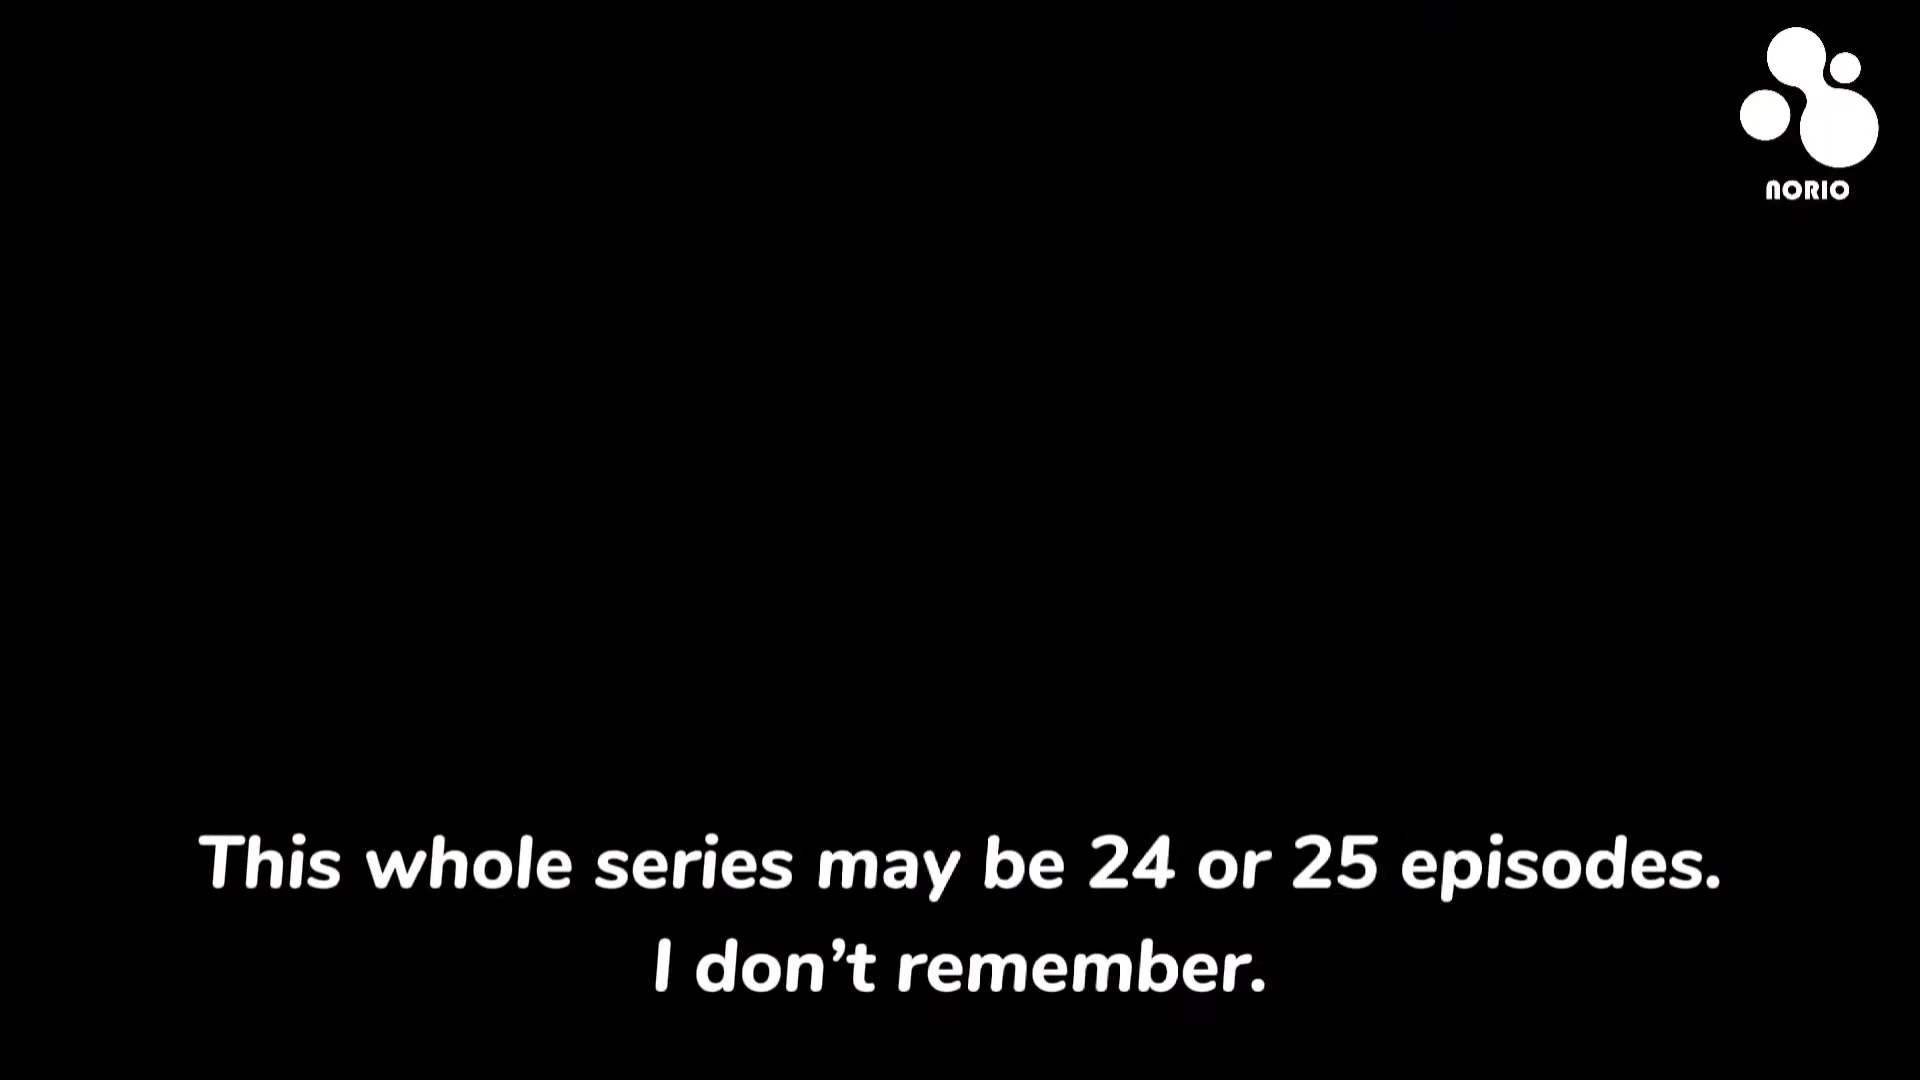 NORIO
This whole series may be 24 or 25 episodes.
I don’t remember.